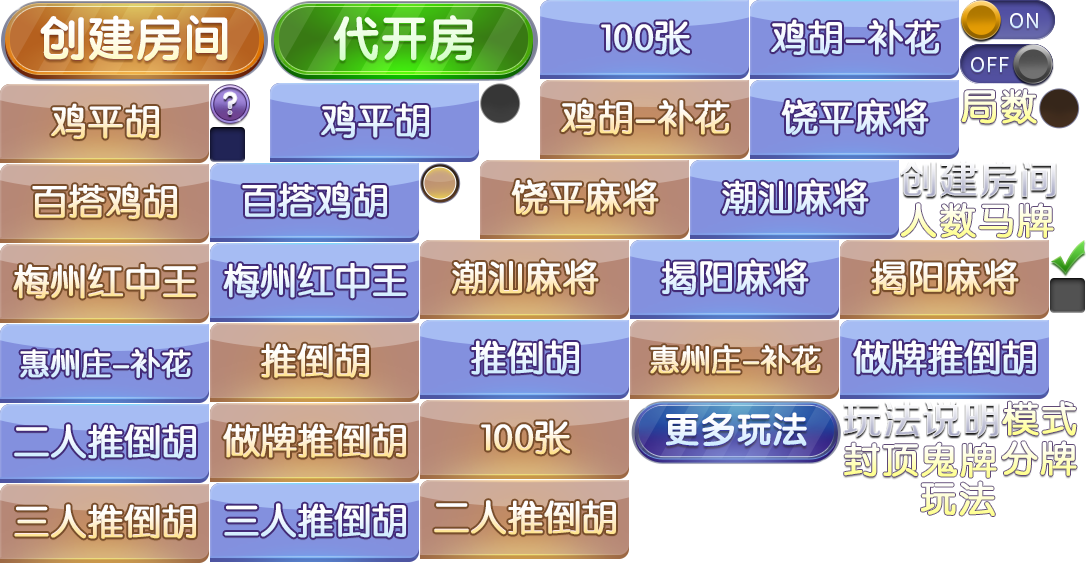 创建房间
代开房
100张
鸡胡-补花
ON
OFF
鸡平胡
?
鸡平胡
鸡胡-补花
饶平麻将
局数
百搭鸡胡
百搭鸡胡
饶平麻将
潮汕麻将
创建房间
人数马牌
梅州红中王
梅州红中王
潮汕麻将
揭阳麻将
揭阳麻将
惠州庄-补花
推倒胡
推倒胡
惠州庄-补花
做牌推倒胡
二人推倒胡
做牌推倒胡
100张
更多玩法
玩法说明模式
封顶鬼牌分牌
玩法
三人推倒胡
三人推倒胡
二人推倒胡